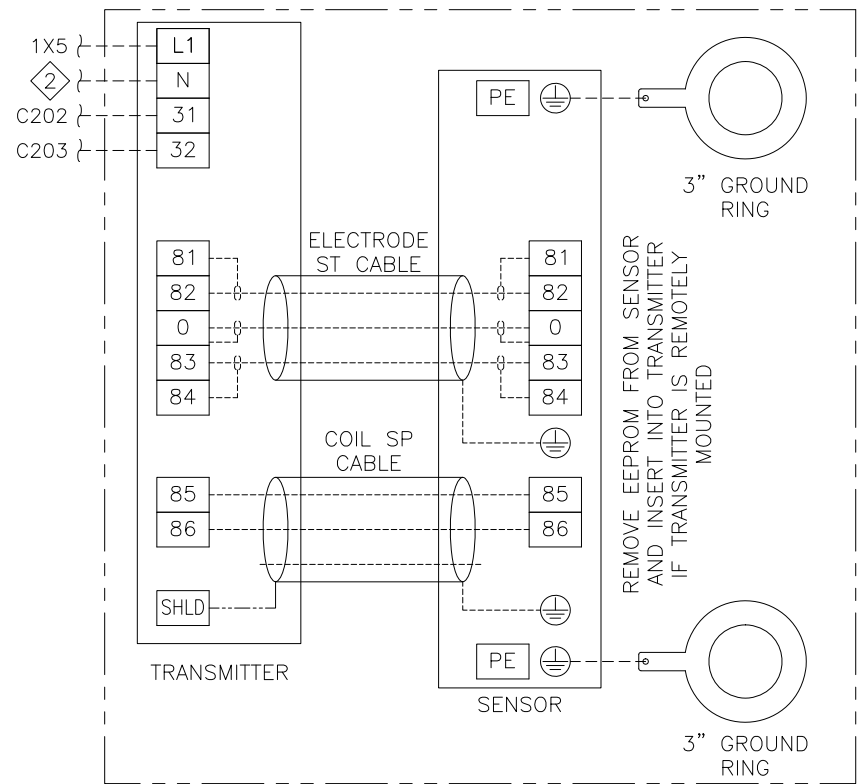 1X5
L1
2
N
C202
31
C203
32
PE
3" GROUND
RING
81
82
0
83
84
ELECTRODE
ST CABLE
81
82
0
83
84
COIL SP
CABLE
85
86
85
86
SHLD
TRANSMITTER
PE
SENSOR
REMOVE EEPROM FROM SENSOR
AND INSERT INTO TRANSMITTER
IF TRANSMITTER IS REMOTELY
MOUNTED
3" GROUND
RING